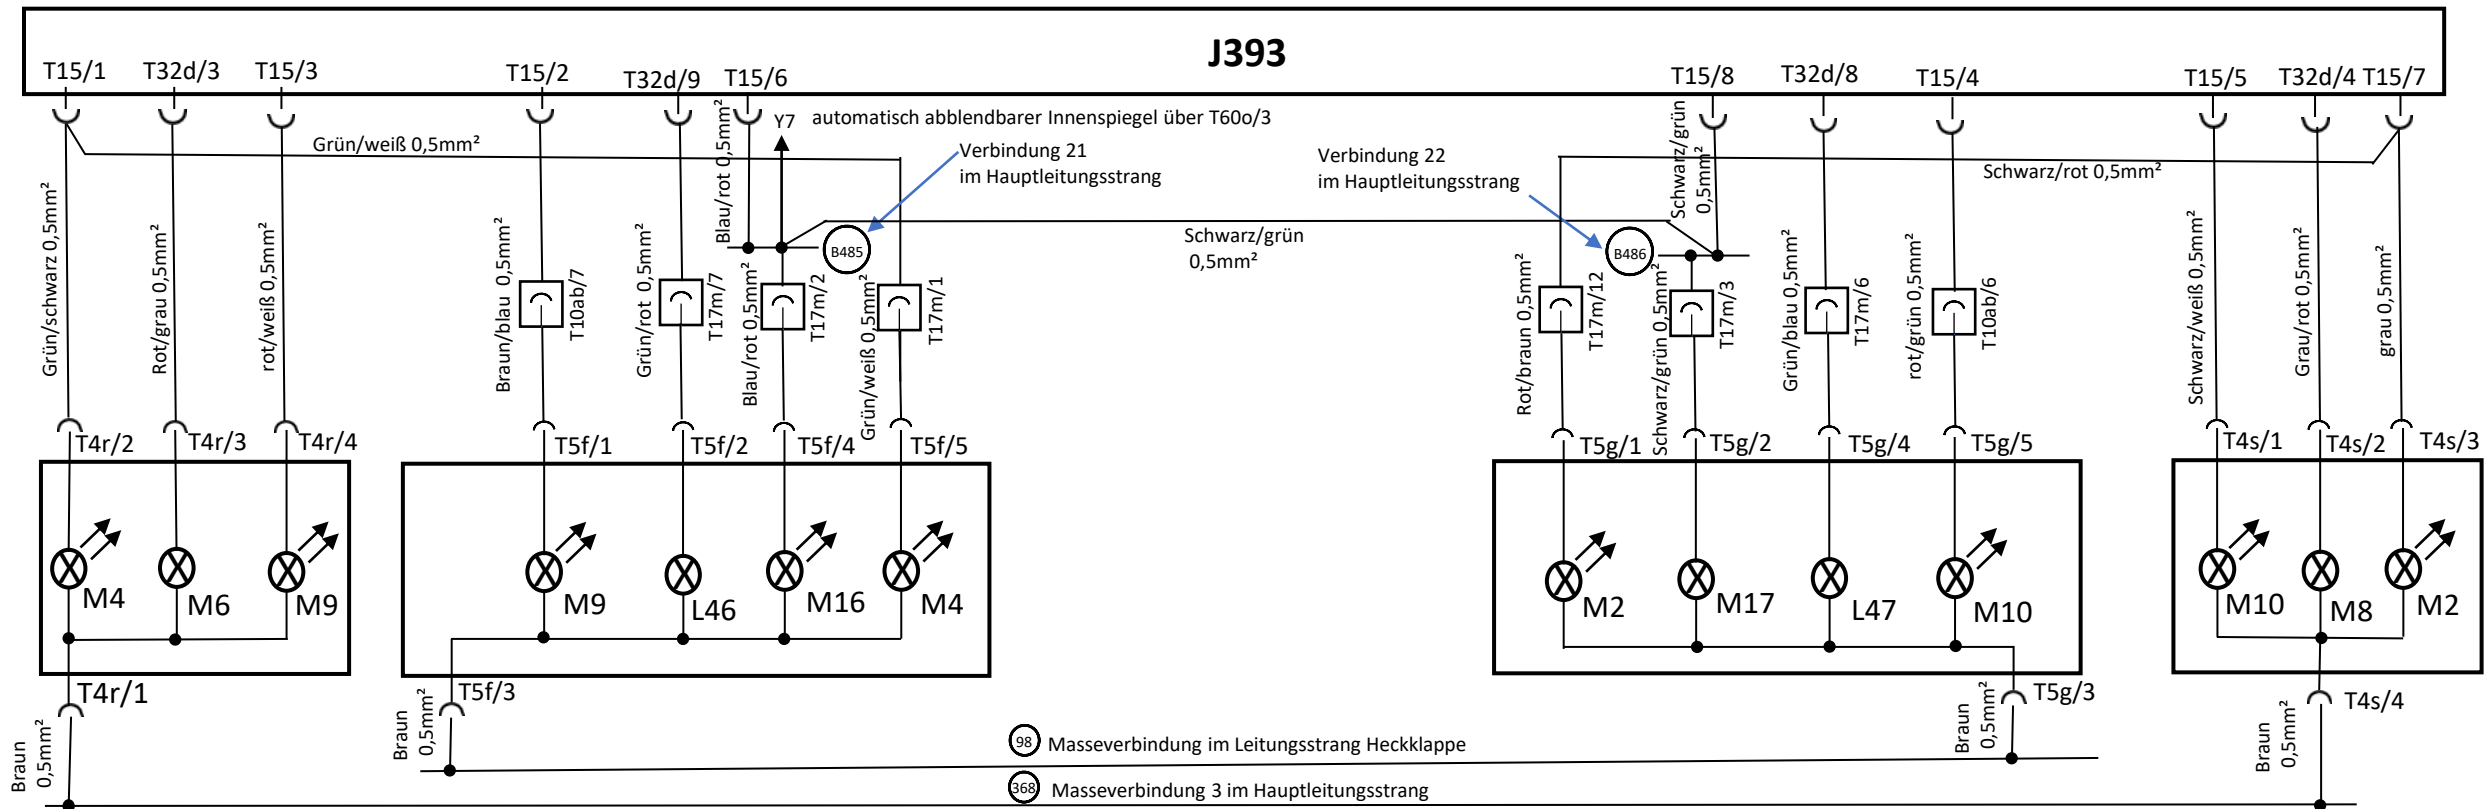 J393
T15/1
T32d/3
T15/3
T15/2
T32d/9
T15/6
T15/8
T32d/8
T15/4
T15/5
T32d/4
T15/7
Y7
automatisch abblendbarer Innenspiegel über T60o/3
Grün/weiß 0,5mm²
Verbindung 21
im Hauptleitungsstrang
Verbindung 22
im Hauptleitungsstrang
Schwarz/rot 0,5mm²
Schwarz/grün
0,5mm²
B485
B486
Grün/schwarz 0,5mm²
Rot/grau 0,5mm²
rot/weiß 0,5mm²
Braun/blau 0,5mm²
T10ab/7
Grün/rot 0,5mm²
T17m/7
Blau/rot 0,5mm²
Blau/rot 0,5mm²
T17m/2
Grün/weiß 0,5mm²
T17m/1
Rot/braun 0,5mm²
T17m/12
Schwarz/grün
0,5mm²
Schwarz/grün 0,5mm²
T17m/3
Grün/blau 0,5mm²
T17m/6
rot/grün 0,5mm²
T10ab/6
Schwarz/weiß 0,5mm²
Grau/rot 0,5mm²
grau 0,5mm²
T4r/2
T4r/3
T4r/4
T5f/1
T5f/2
T5f/4
T5f/5
T5g/1
T5g/2
T5g/4
T5g/5
T4s/1
T4s/2
T4s/3
M4
M6
M9
M9
L46
M16
M4
M2
M17
L47
M10
M10
M8
M2
T4r/1
T5f/3
T5g/3
T4s/4
Braun
0,5mm²
Braun
0,5mm²
Braun
0,5mm²
Braun
0,5mm²
98 Masseverbindung im Leitungsstrang Heckklappe
368 Masseverbindung 3 im Hauptleitungsstrang